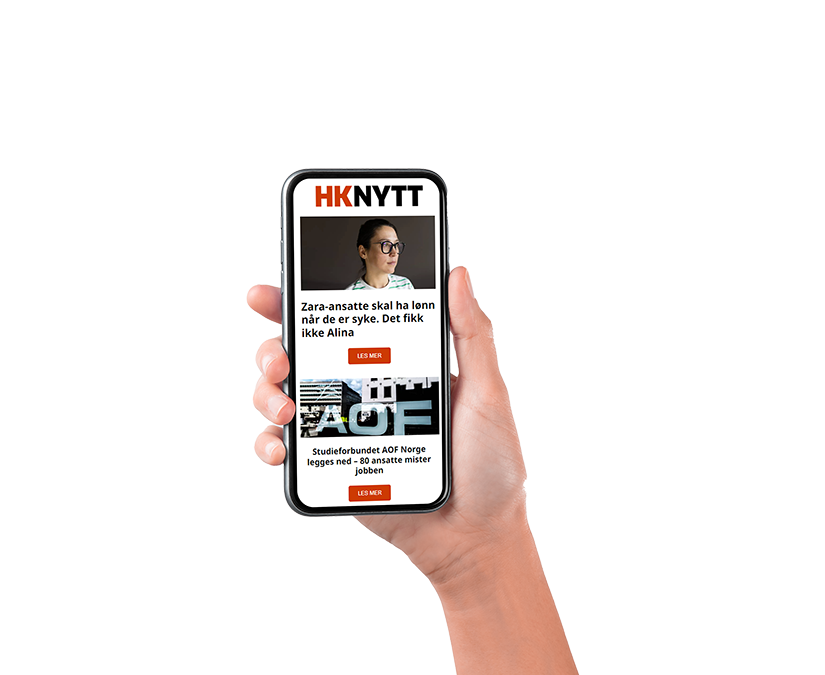 HKNYTT
Zara-ansatte skal ha lønn
når de er syke. Det fikk
ikke Alina
LES MER
AOF
Studieforbundet AOF Norge
legges ned – 80 ansatte mister
jobben
LES MER